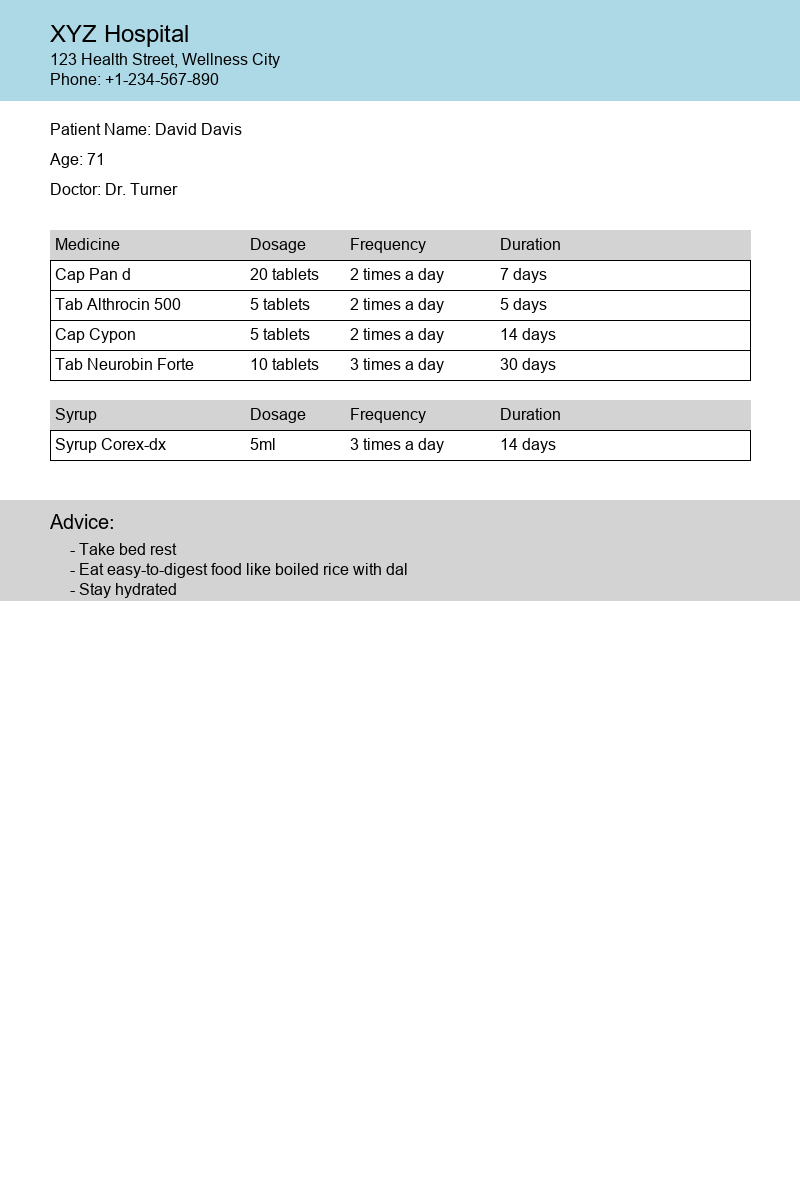 XYZ Hospital
123 Health Street, Wellness City
Phone: +1-234-567-890
Patient Name: David Davis
Age: 71
Doctor: Dr. Turner
Medicine Dosage Frequency Duration
Cap Pan d 20 tablets 2 times a day 7 days
Tab Althrocin 500 5 tablets 2 times a day 5 days
Cap Cypon 5 tablets 2 times a day 14 days
Tab Neurobin Forte 10 tablets 3 times a day 30 days
Syrup Dosage Frequency Duration
Syrup Corex-dx 5ml 3 times a day 14 days
Advice:
- Take bed rest
- Eat easy-to-digest food like boiled rice with dal
- Stay hydrated